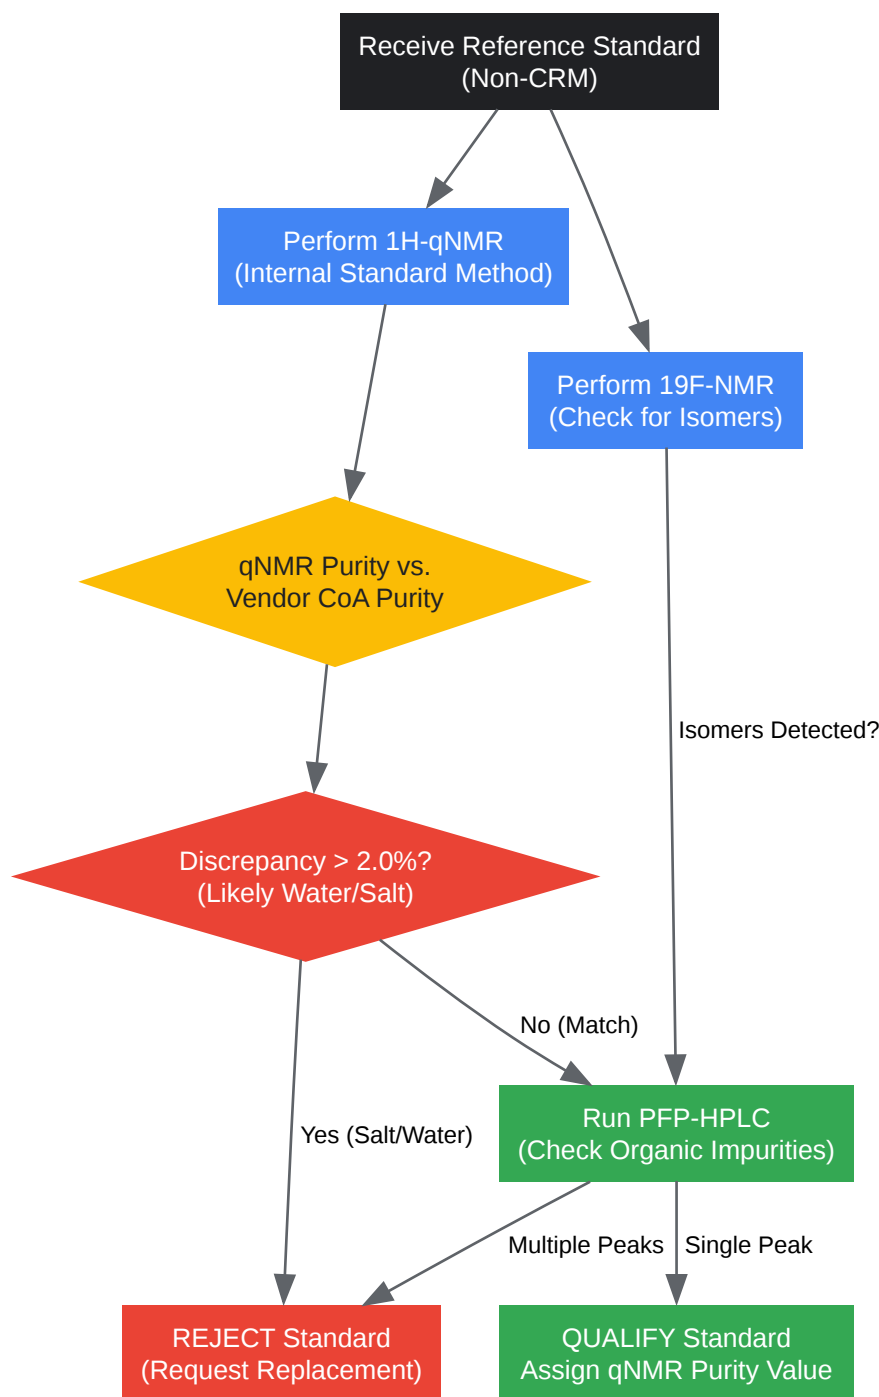 Receive Reference Standard
(Non-CRM)
Perform 1H-qNMR
(Internal Standard Method)
Perform 19F-NMR
(Check for Isomers)
qNMR Purity vs.
Vendor CoA Purity
Isomers Detected?
Discrepancy > 2.0%?
(Likely Water/Salt)
No (Match)
Yes (Salt/Water)
Run PFP-HPLC
(Check Organic Impurities)
Multiple Peaks
Single Peak
REJECT Standard
(Request Replacement)
QUALIFY Standard
Assign qNMR Purity Value